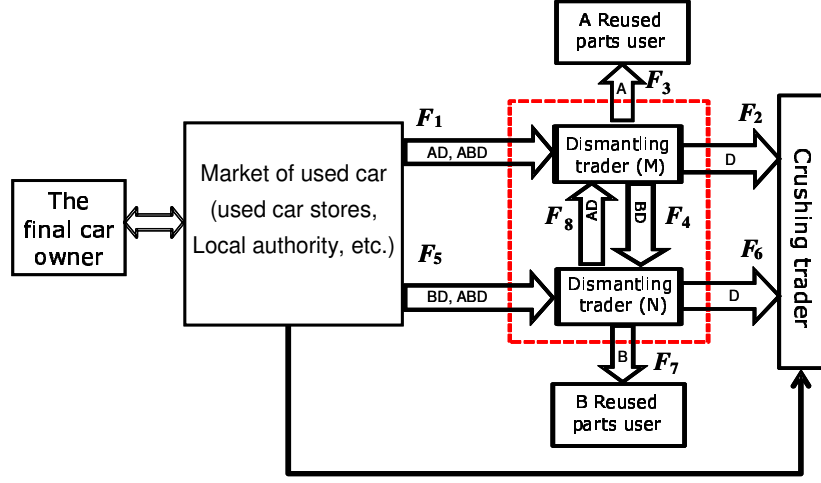 A Reused
parts user
A
F3
F1
F2
AD, ABD
Dismantling
trader (M)
D
Market of used car
(used car stores,
Local authority, etc.)
The
final car
owner
F8
AD
BD
F4
F5
F6
BD, ABD
Dismantling
trader (N)
D
Crushing trader
B
F7
B Reused
parts user